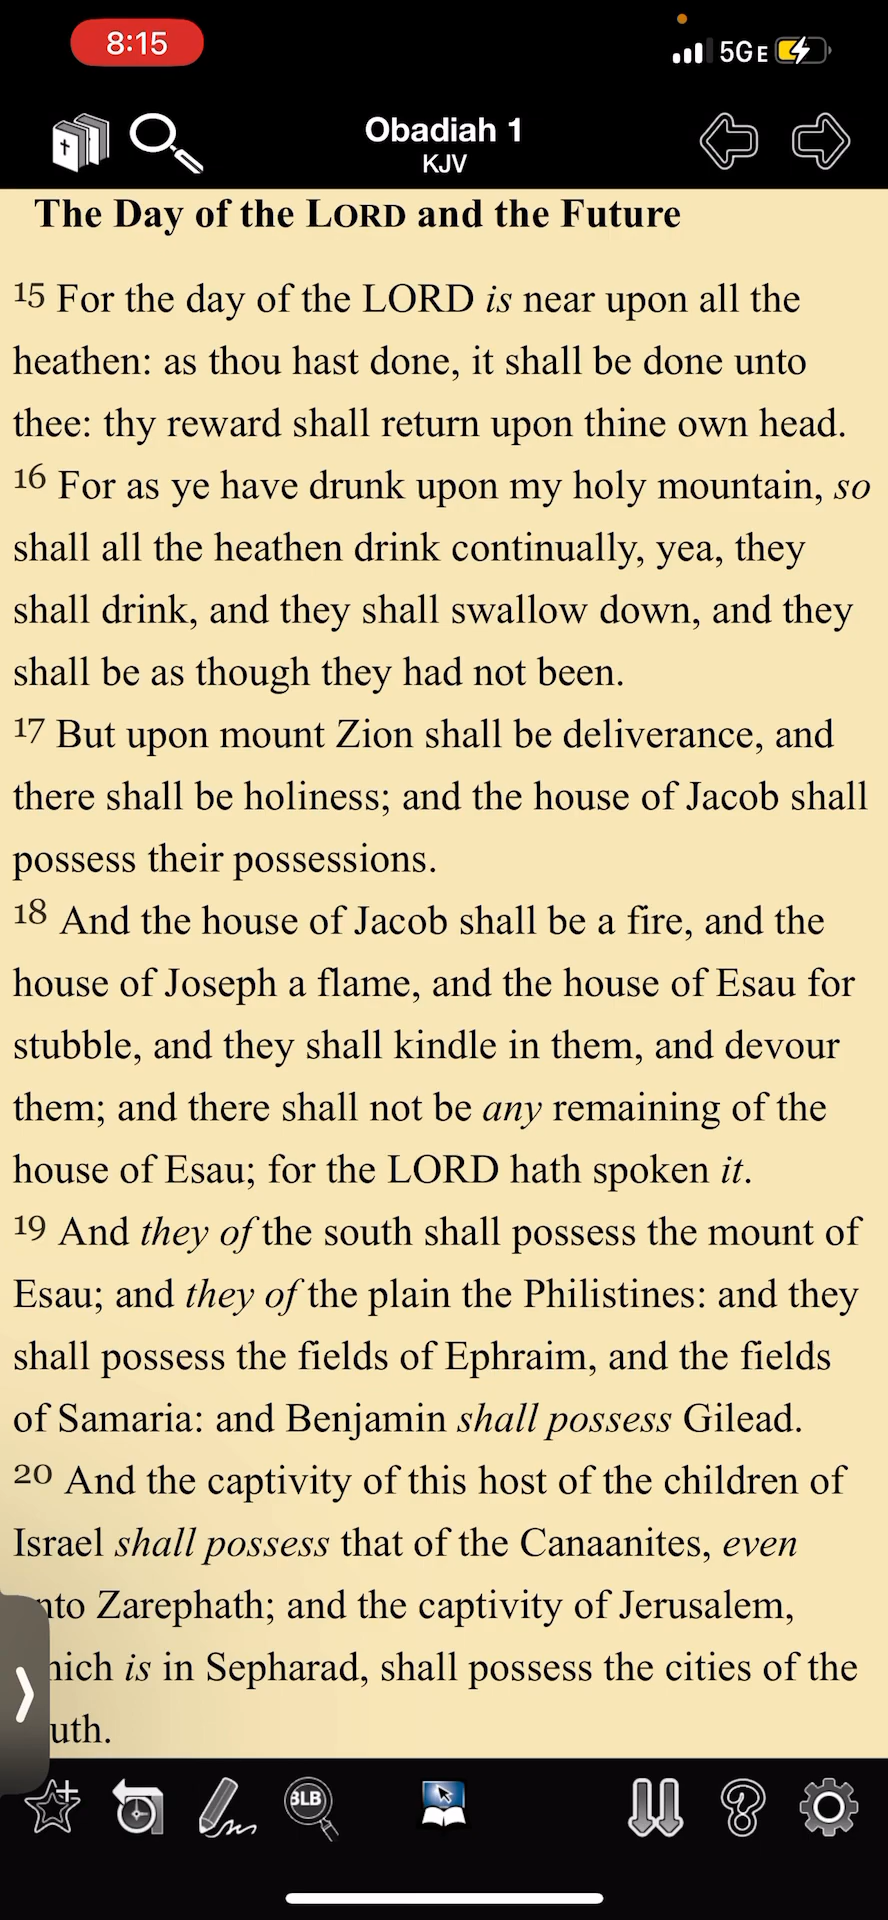 8:15
5GE
Obadiah 1
KJV
The Day of the LORD and the Future
15 For the day of the LORD is near upon all the
heathen: as thou hast done, it shall be done unto
thee: thy reward shall return upon thine own head.
16 For as ye have drunk upon my holy mountain, so
shall all the heathen drink continually, yea, they
shall drink, and they shall swallow down, and they
shall be as though they had not been.
17 But upon mount Zion shall be deliverance, and
there shall be holiness; and the house of Jacob shall
possess their possessions.
18 And the house of Jacob shall be a fire, and the
house of Joseph a flame, and the house of Esau for
stubble, and they shall kindle in them, and devour
them; and there shall not be any remaining of the
house of Esau; for the LORD hath spoken it.
19 And they of the south shall possess the mount of
Esau; and they of the plain the Philistines: and they
shall possess the fields of Ephraim, and the fields
of Samaria: and Benjamin shall possess Gilead.
20 And the captivity of this host of the children of
Israel shall possess that of the Canaanites, even
nto Zarephath; and the captivity of Jerusalem,
hich is in Sepharad, shall possess the cities of the
uth.
BLB